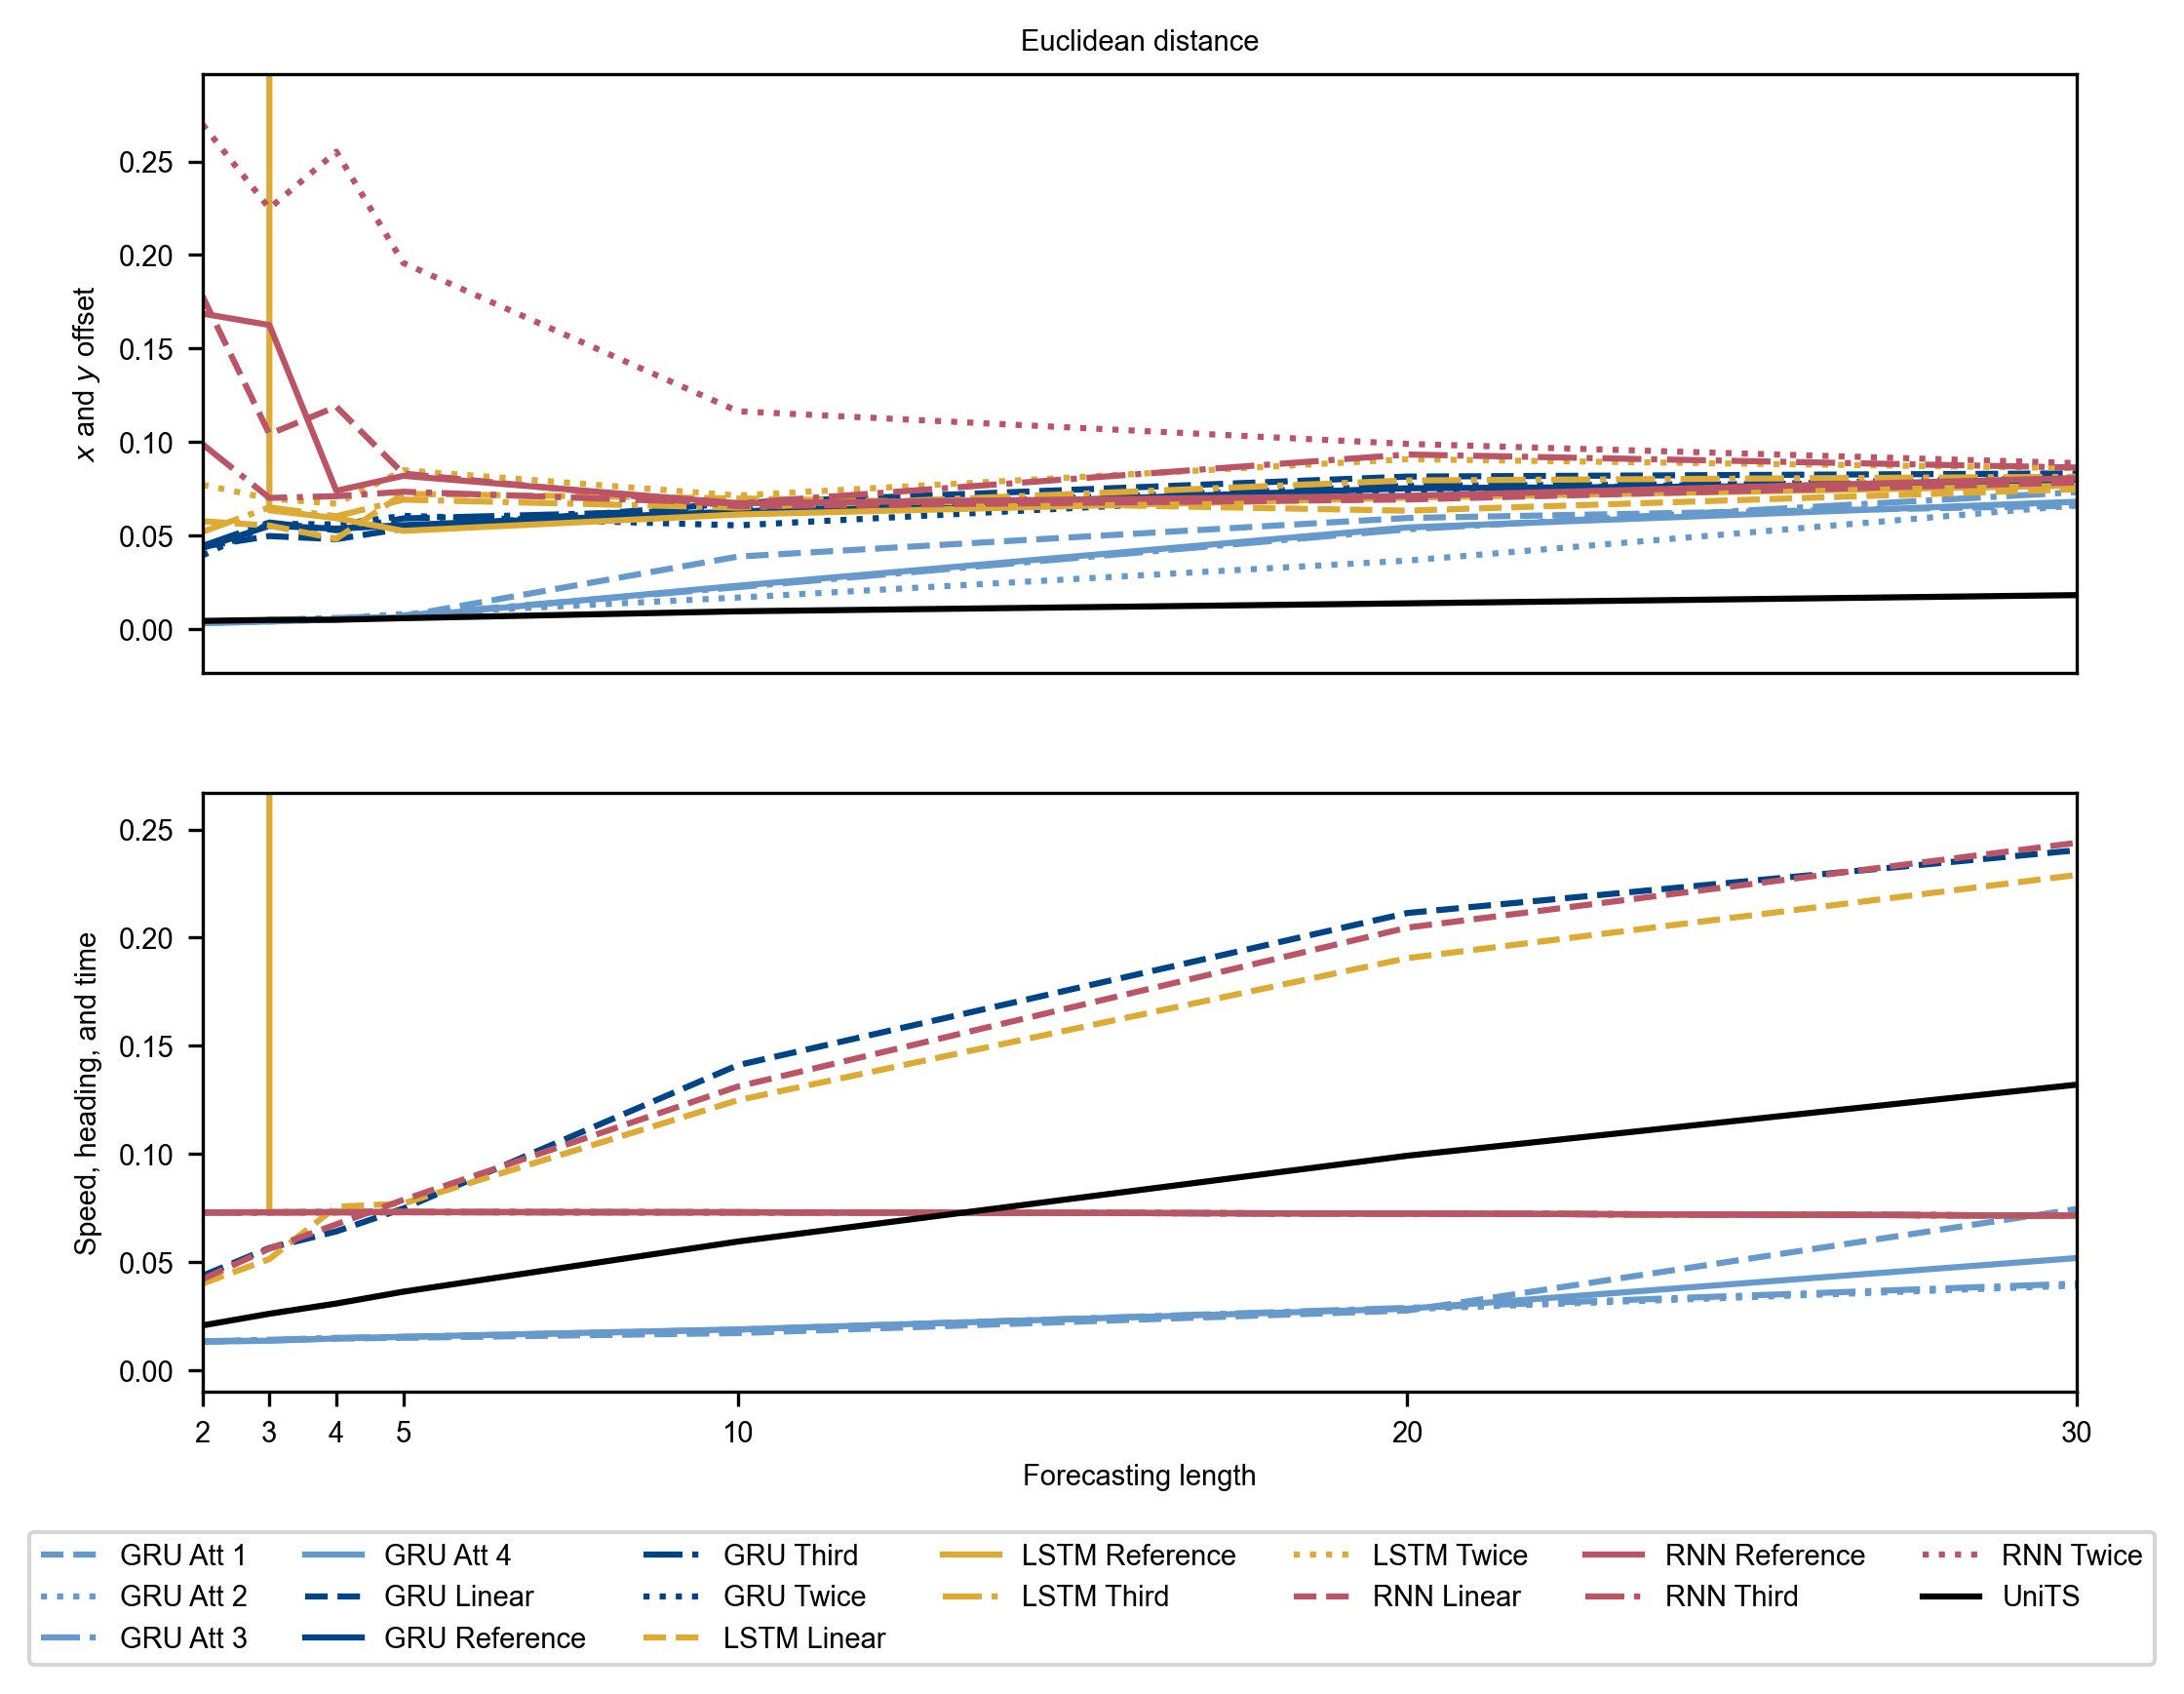 Euclidean distance
0.25
0.20
0.15
0.10
0.05
0.00
x and y offset
0.25
0.20
0.15
0.10
0.05
0.00
Speed, heading, and time
2 3 4 5 10 20 30
Forecasting length
GRU Att 1 GRU Att 4 GRU Third LSTM Reference LSTM Twice RNN Reference RNN Twice
GRU Att 2 GRU Linear GRU Twice LSTM Third RNN Linear RNN Third UniTS
GRU Att 3 GRU Reference LSTM Linear